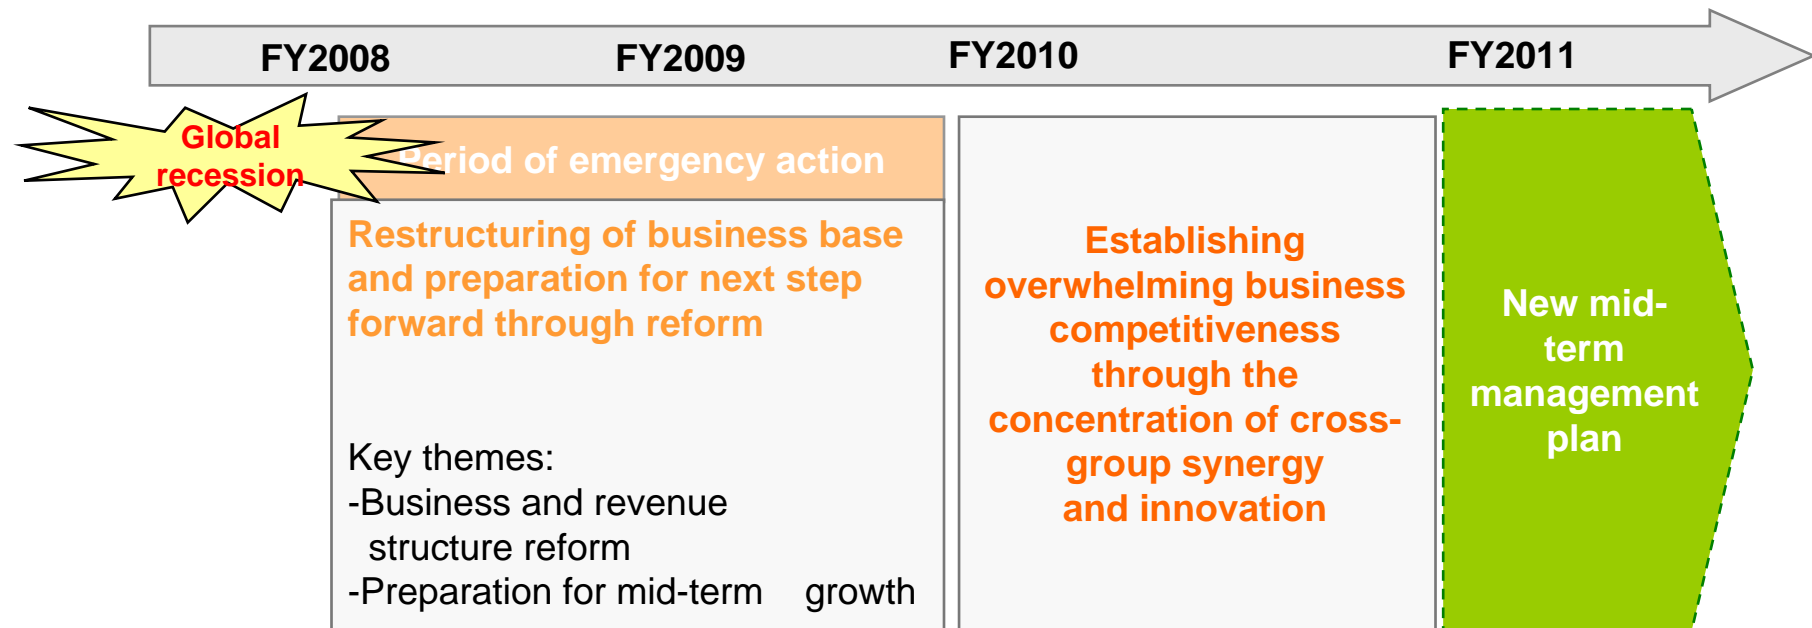 FY2008 FY2009 FY2010 FY2011
Global
recession
Period of emergency action
Restructuring of business base
and preparation for next step
forward through reform
Key themes:
-Business and revenue
structure reform
-Preparation for mid-term growth
Establishing
overwhelming business
competitiveness
through the
concentration of cross-
group synergy
and innovation
New mid-
term
management
plan